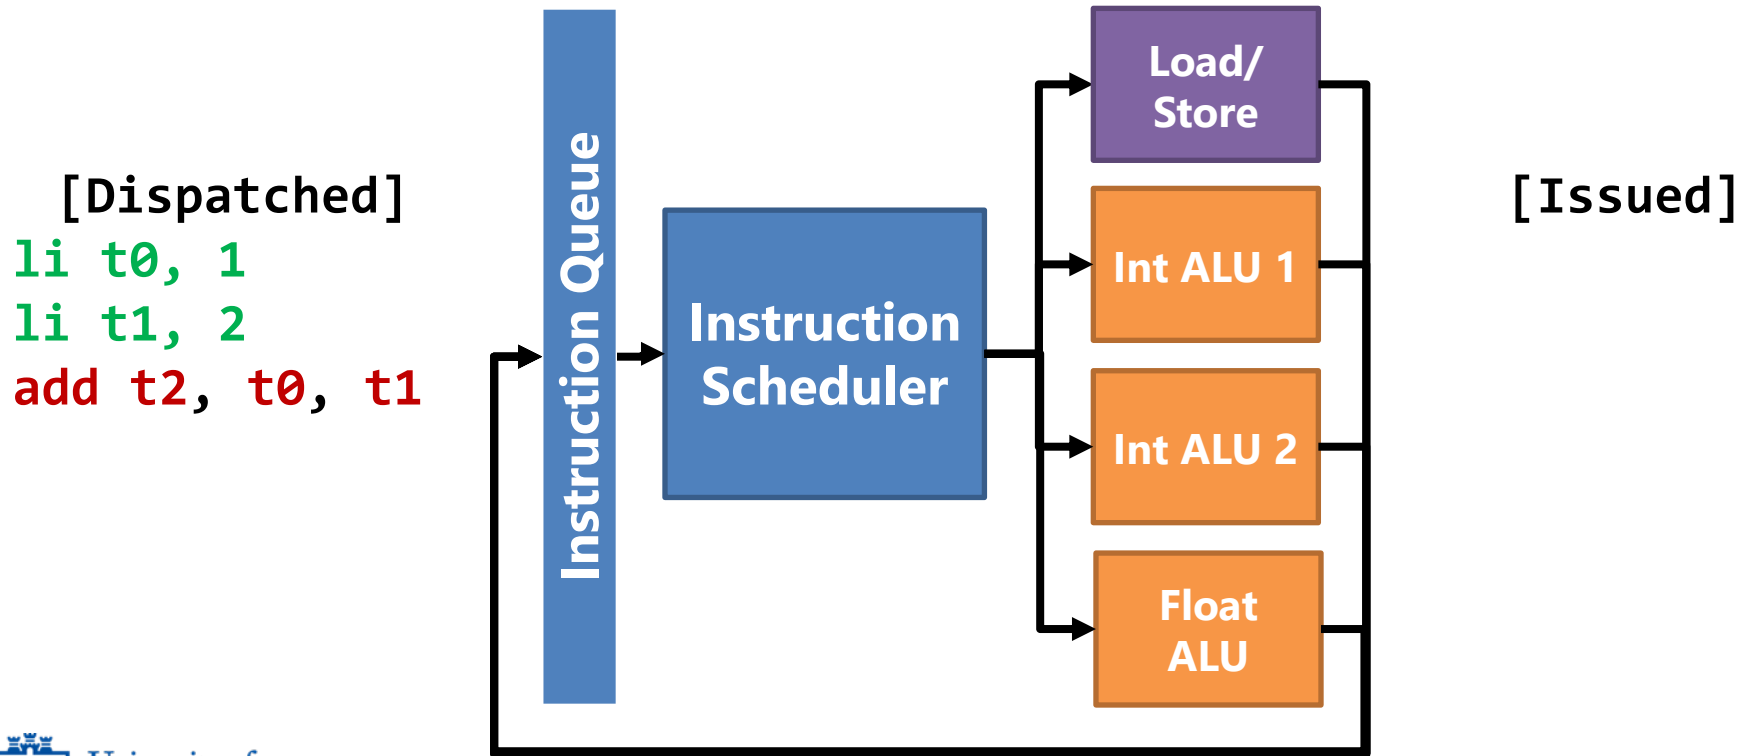 [Dispatched]
li t0, 1
li t1, 2
add t2, t0, t1
Instruction Queue
Instruction
Scheduler
Load/
Store
Int ALU 1
Int ALU 2
Float
ALU
[Issued]